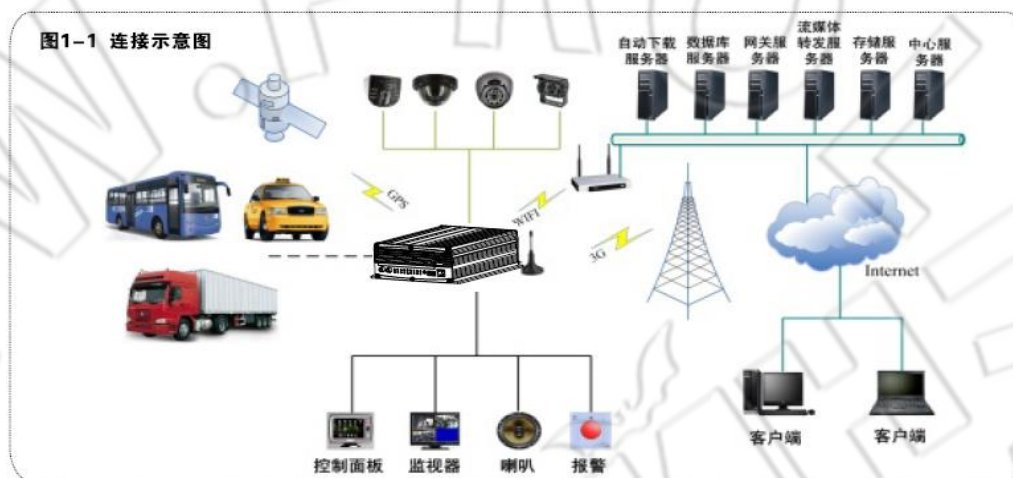 图1-1 连接示意图
自动下载
服务器
数据库
服务器
网关服
务器
流媒体
转发服
务器
存储服
务器
中心服
务器
GPS
WIFI
3G
Internet
控制面板
监视器
喇叭
报警
客户端
客户端